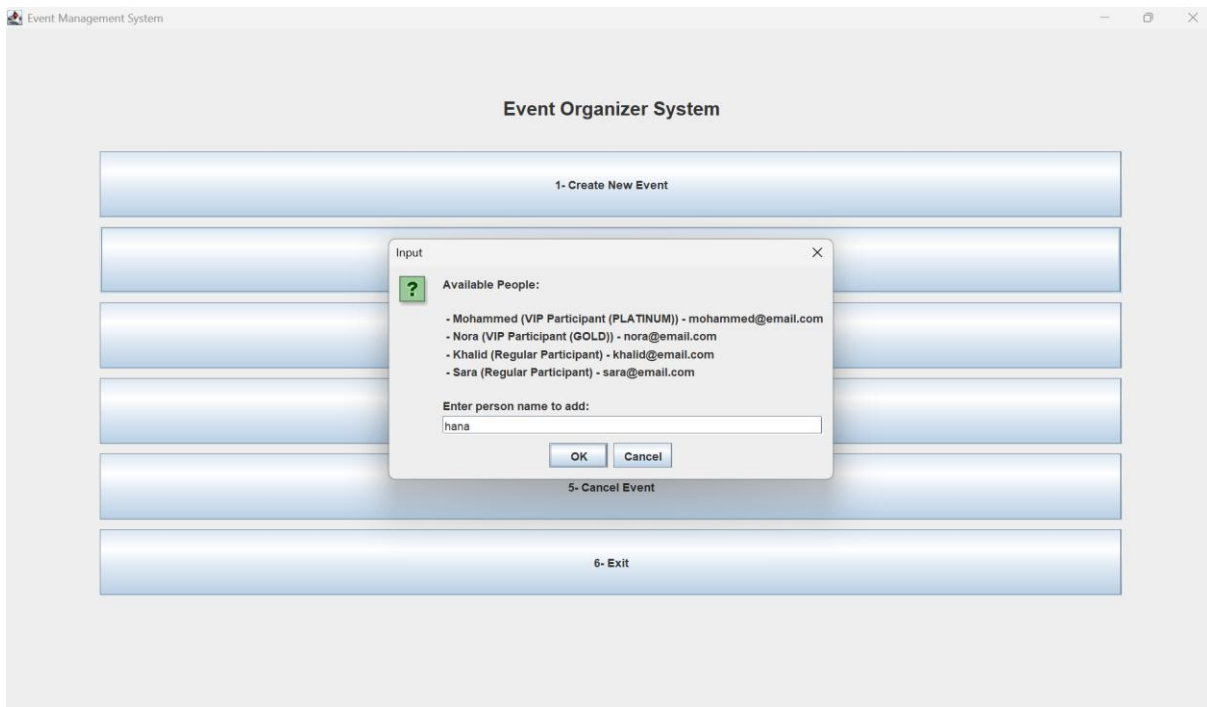 Event Management System
Event Organizer System
1- Create New Event
Input
?
Available People:
- Mohammed (VIP Participant (PLATINUM)) - mohammed@email.com
- Nora (VIP Participant (GOLD)) - nora@email.com
- Khalid (Regular Participant) - khalid@email.com
- Sara (Regular Participant) - sara@email.com
Enter person name to add:
hana
OK Cancel
5- Cancel Event
6- Exit